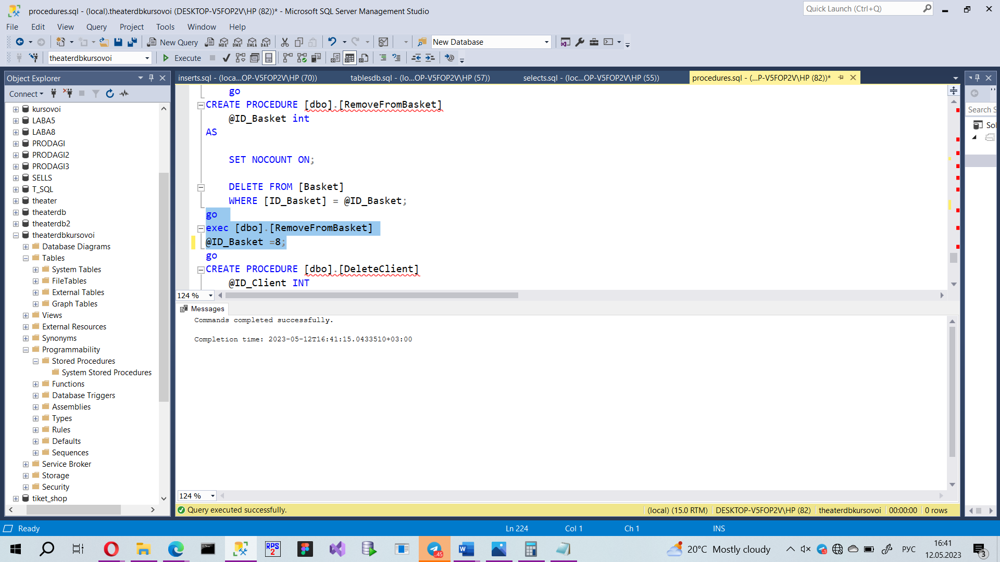 procedures.sql - (local).theaterdbkursovoi (DESKTOP-V5FOP2V\HP (82))* - Microsoft SQL Server Management Studio
Quick Launch (Ctrl+Q)
File Edit View Query Project Tools Window Help
New Query
MDX DMX XMLA DAX
New Database
theaterdbkursovoi
Execute
Object Explorer
inserts.sql - (loca...OP-V5FOP2V\HP (70))
tablesdb.sql - (lo...OP-V5FOP2V\HP (57))
selects.sql - (loc...OP-V5FOP2V\HP (55))
procedures.sql - (...P-V5FOP2V\HP (82))*
Connect
kursovoi
LABA5
LABA8
PRODAGI
PRODAGI2
PRODAGI3
SELLS
T_SQL
theater
theaterdb
theaterdb2
theaterdbkursovoi
Database Diagrams
Tables
System Tables
FileTables
External Tables
Graph Tables
Views
External Resources
Synonyms
Programmability
Stored Procedures
System Stored Procedures
Functions
Database Triggers
Assemblies
Types
Rules
Defaults
Sequences
Service Broker
Storage
Security
tiket_shop
go
CREATE PROCEDURE [dbo].[RemoveFromBasket]
@ID_Basket int
AS
SET NOCOUNT ON;
DELETE FROM [Basket]
WHERE [ID_Basket] = @ID_Basket;
go
exec [dbo].[RemoveFromBasket]
@ID_Basket =8;
go
CREATE PROCEDURE [dbo].[DeleteClient]
@ID_Client INT
124 %
Messages
Commands completed successfully.
Completion time: 2023-05-12T16:41:15.0433510+03:00
124 %
Query executed successfully.
(local) (15.0 RTM) DESKTOP-V5FOP2V\HP (82) theaterdbkursovoi 00:00:00 0 rows
Search S
Sol
Ready
Ln 224 Col 1 Ch 1 INS
RPS 2
..45
20°C Mostly cloudy
РУС
16:41
12.05.2023
3